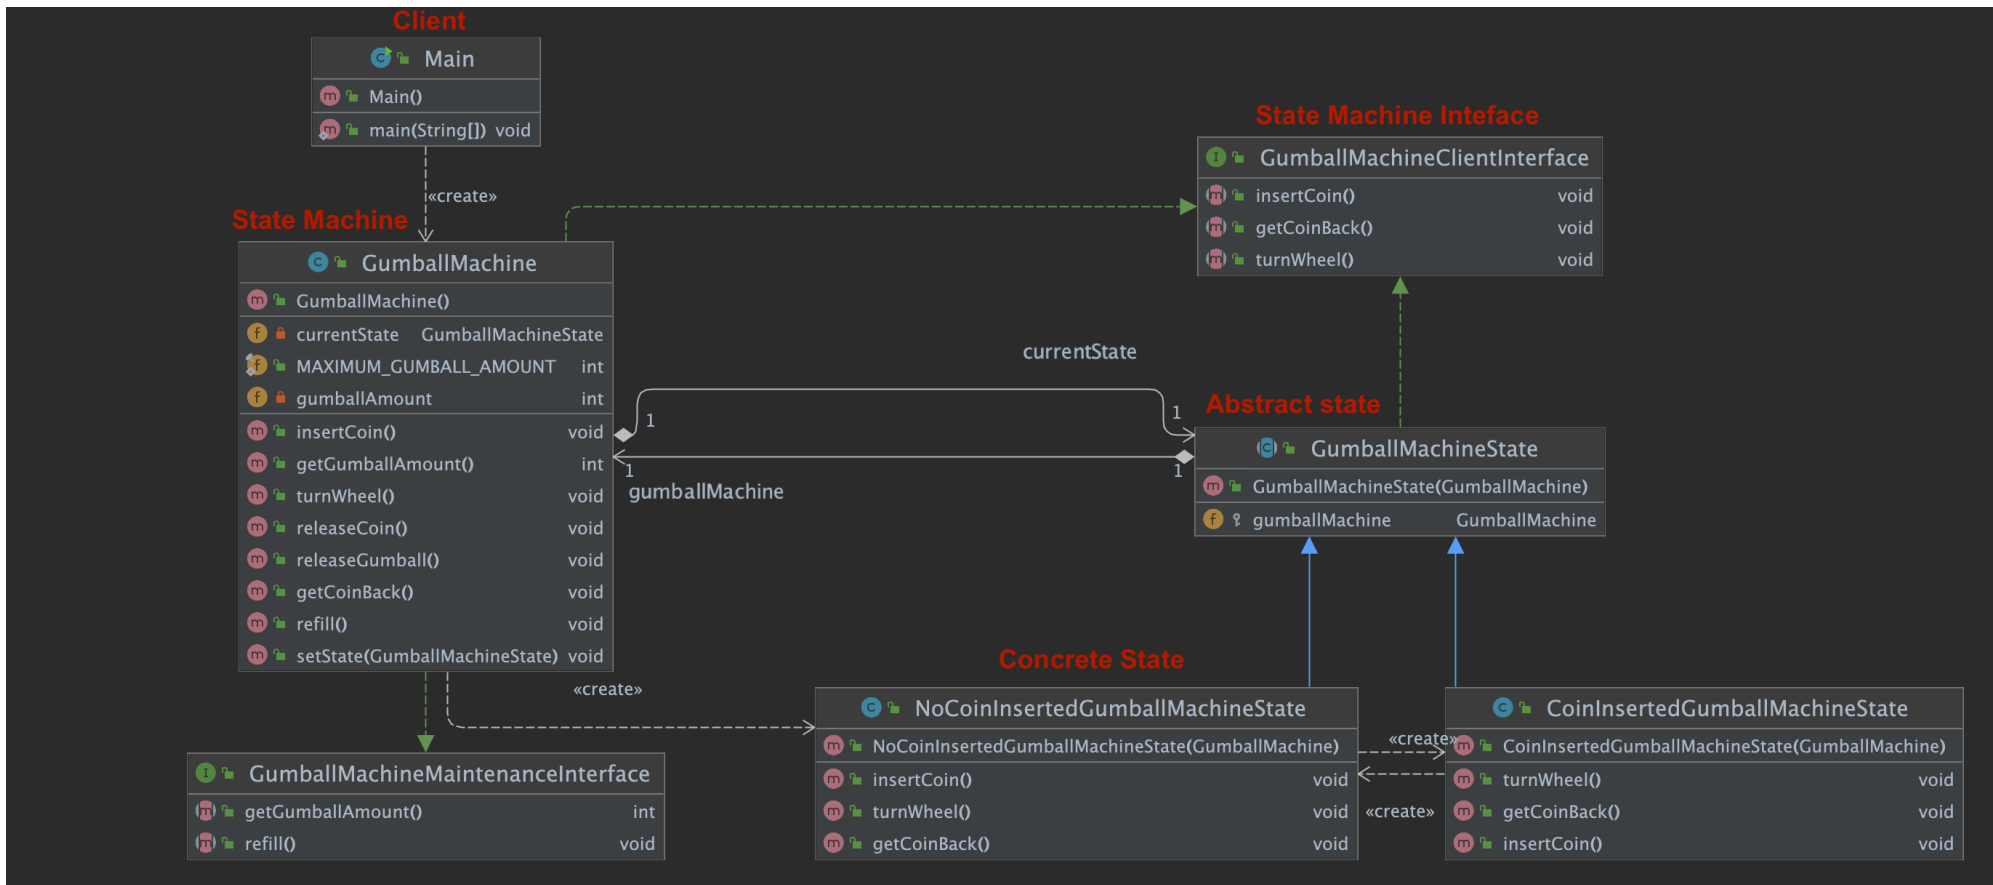 Client
Main
Main()
main(String[]) void
«create»
State Machine
GumballMachine
GumballMachine()
currentState GumballMachineState
MAXIMUM_GUMBALL_AMOUNT int
gumballAmount int
insertCoin() void
getGumballAmount() int
turnWheel() void
releaseCoin() void
releaseGumball() void
getCoinBack() void
refill() void
setState(GumballMachineState) void
«create»
GumballMachineMaintenanceInterface
getGumballAmount() int
refill() void
State Machine Inteface
GumballMachineClientInterface
insertCoin() void
getCoinBack() void
turnWheel() void
currentState
1
1
1
1
gumballMachine
Abstract state
GumballMachineState
GumballMachineState(GumballMachine)
gumballMachine GumballMachine
Concrete State
NoCoinInsertedGumballMachineState
NoCoinInsertedGumballMachineState(GumballMachine)
insertCoin() void
turnWheel() void
getCoinBack() void
«create»
«create»
CoinInsertedGumballMachineState
CoinInsertedGumballMachineState(GumballMachine)
turnWheel() void
getCoinBack() void
insertCoin() void